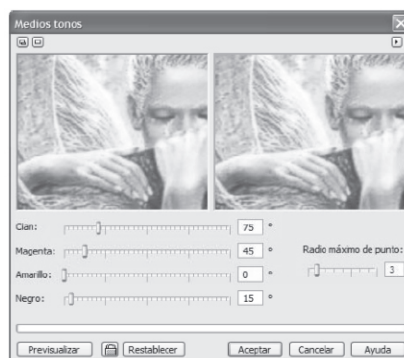 Medios tonos
Cian: 75 °
Magenta: 45 ° Radio máximo de punto:
Amarillo: 0 ° 3
Negro: 15 °
Previsualizar Restablecer Aceptar Cancelar Ayuda